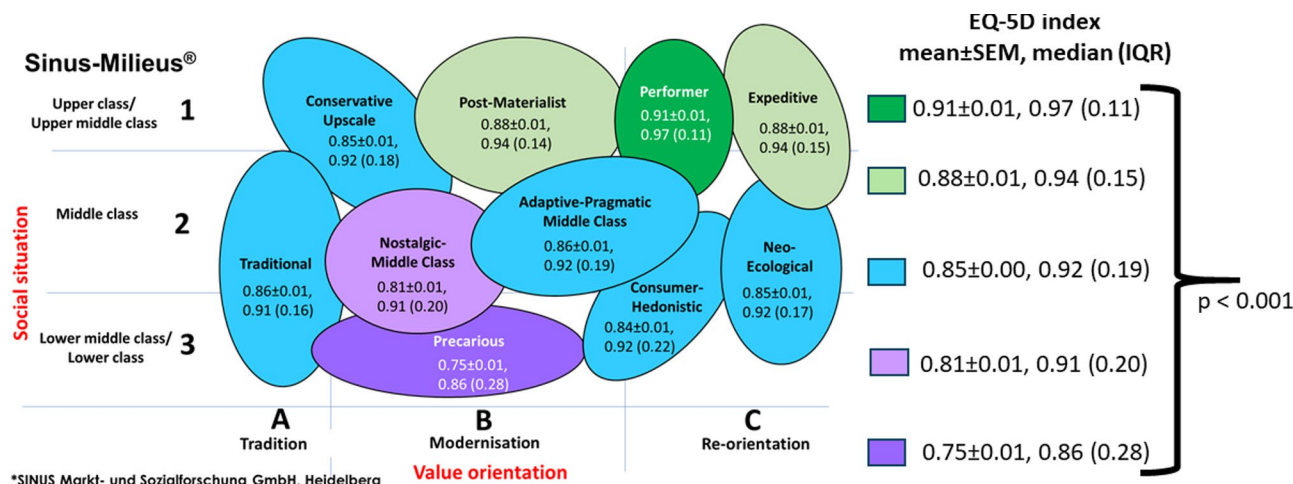 Sinus-Milieus®
Upper class/
Upper middle class
1
Middle class
2
Lower middle class/
Lower class
3
Social situation
Conservative
Upscale
0.85±0.01,
0.92 (0.18)
Post-Materialist
0.88±0.01,
0.94 (0.14)
Performer
0.91±0.01,
0.97 (0.11)
Expeditive
0.88±0.01,
0.94 (0.15)
Traditional
0.86±0.01,
0.91 (0.16)
Nostalgic-
Middle Class
0.81±0.01,
0.91 (0.20)
Adaptive-Pragmatic
Middle Class
0.86±0.01,
0.92 (0.19)
Consumer-
Hedonistic
0.84±0.01,
0.92 (0.22)
Neo-
Ecological
0.85±0.01,
0.92 (0.17)
Precarious
0.75±0.01,
0.86 (0.28)
A
Tradition
B
Modernisation
C
Re-orientation
Value orientation
*SINUS Markt- und Sozialforschung GmbH, Heidelberg
EQ-5D index
mean±SEM, median (IQR)
0.91±0.01, 0.97 (0.11)
0.88±0.01, 0.94 (0.15)
0.85±0.00, 0.92 (0.19)
0.81±0.01, 0.91 (0.20)
0.75±0.01, 0.86 (0.28)
p < 0.001